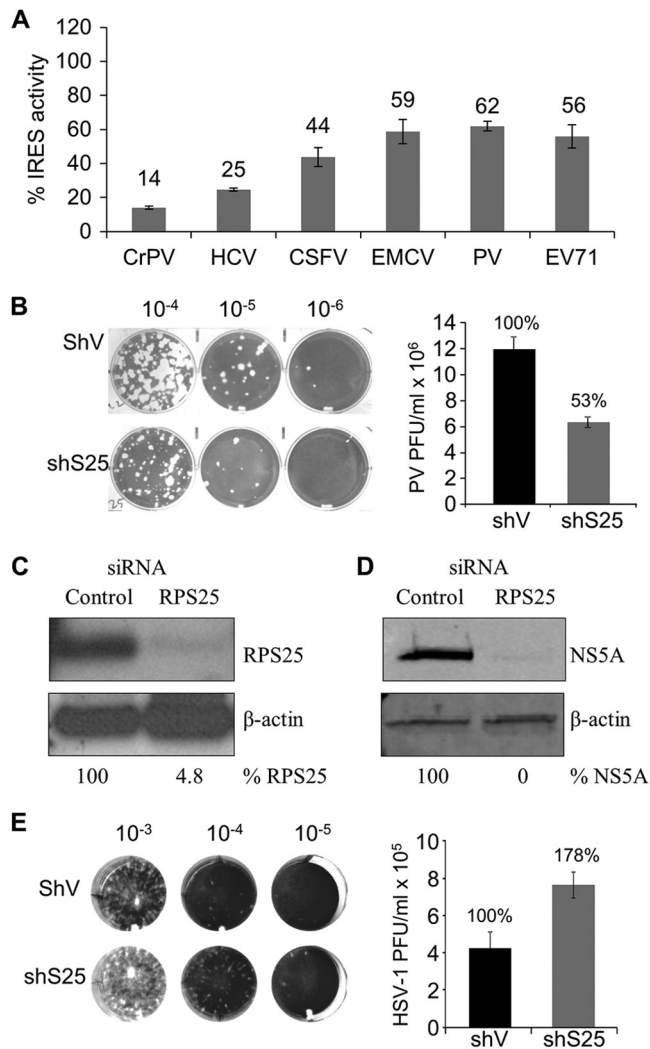 A
% IRES activity
120
100
80
60
40
20
0
14
25
44
59
62
56
CrPV HCV CSFV EMCV PV EV71
B
10-4 10-5 10-6
ShV
shS25
25
PV PFU/ml x 10⁶
14
12
10
8
6
4
2
0
100%
53%
shV shS25
C
siRNA
Control RPS25
RPS25
β-actin
100 4.8 % RPS25
D
siRNA
Control RPS25
NS5A
β-actin
100 0 % NS5A
E
10-3 10-4 10-5
ShV
shS25
HSV-1 PFU/ml x 10⁵
10
8
6
4
2
0
100%
178%
shV shS25